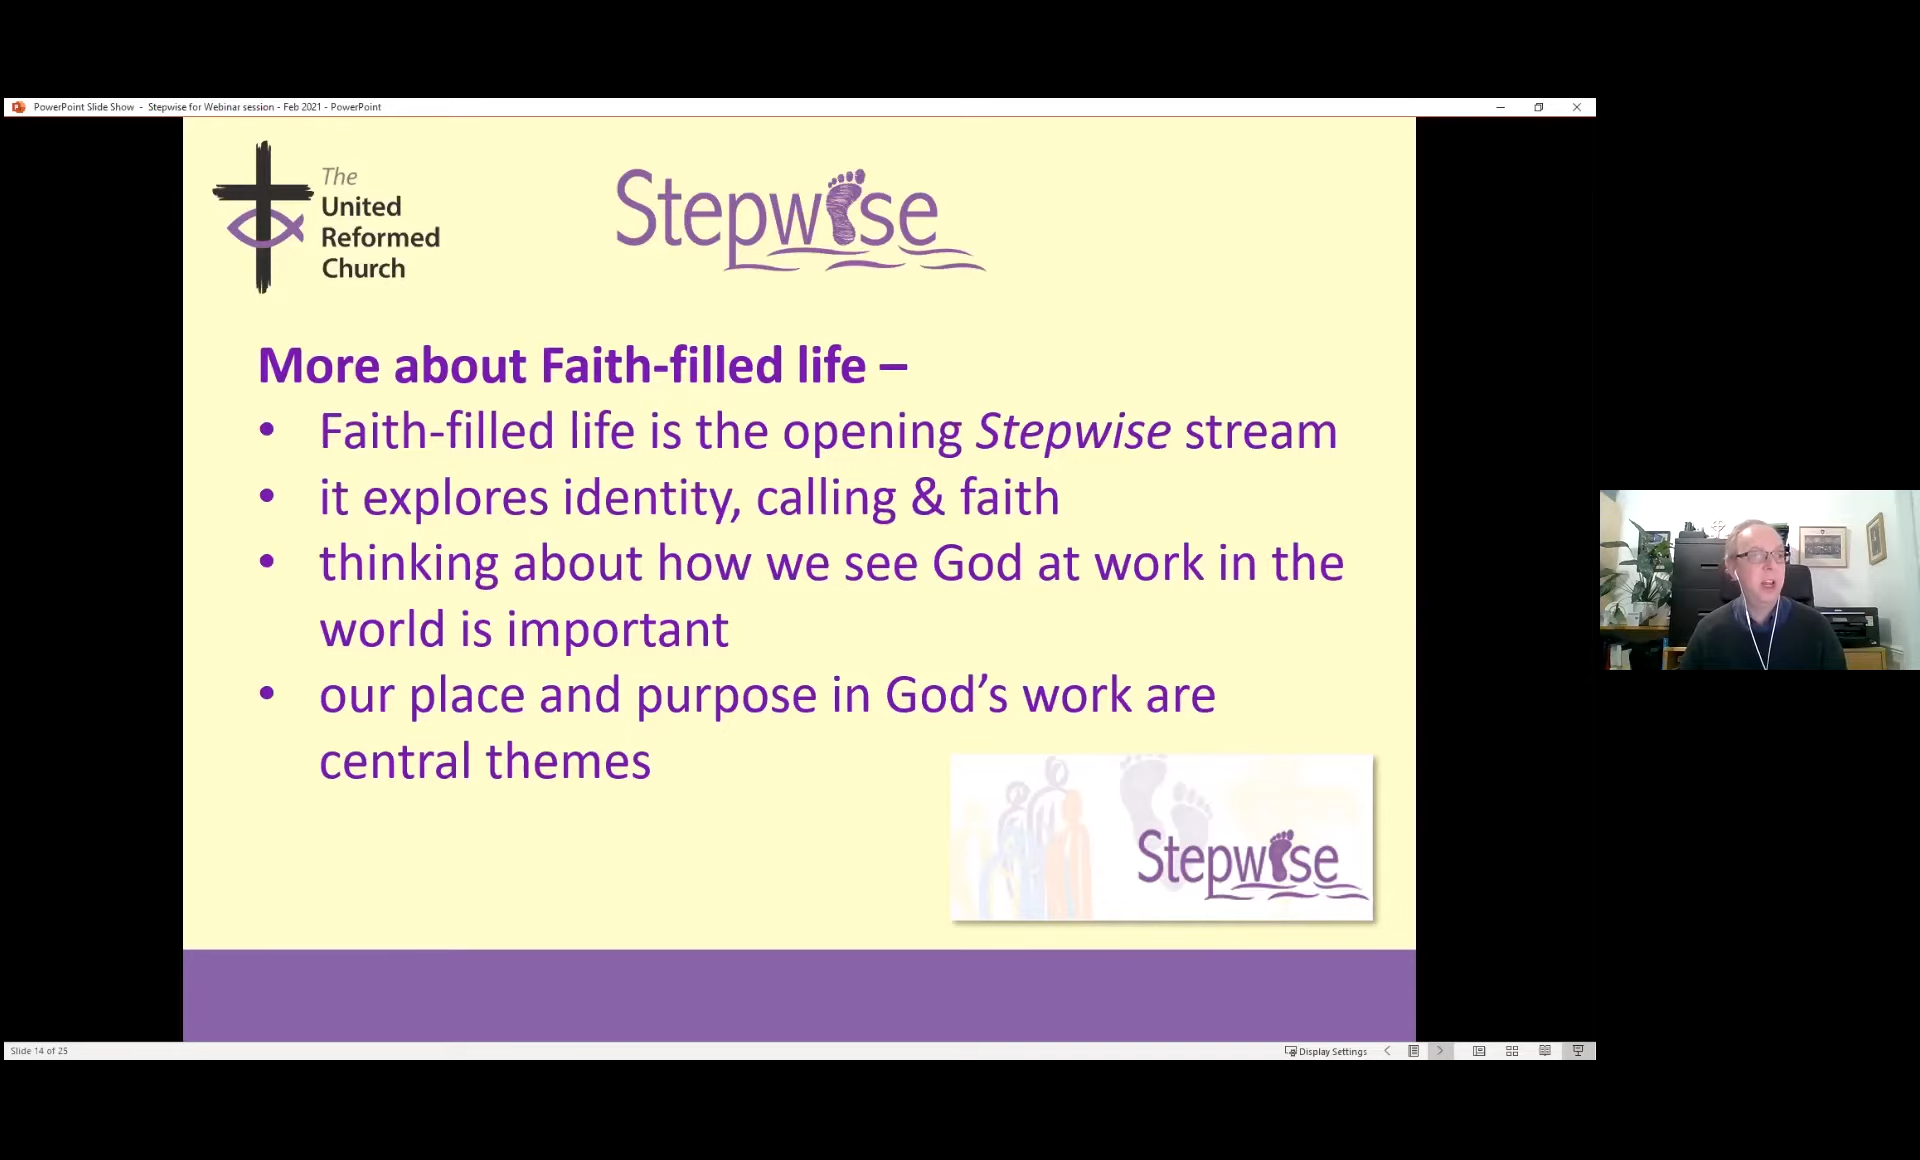 PowerPoint Slide Show - Stepwise for Webinar session - Feb 2021 - PowerPoint
The
United
Reformed
Church
Stepwise
More about Faith-filled life –
• Faith-filled life is the opening Stepwise stream
• it explores identity, calling & faith
• thinking about how we see God at work in the
world is important
• our place and purpose in God’s work are
central themes
Stepwise
Slide 14 of 25
Display Settings